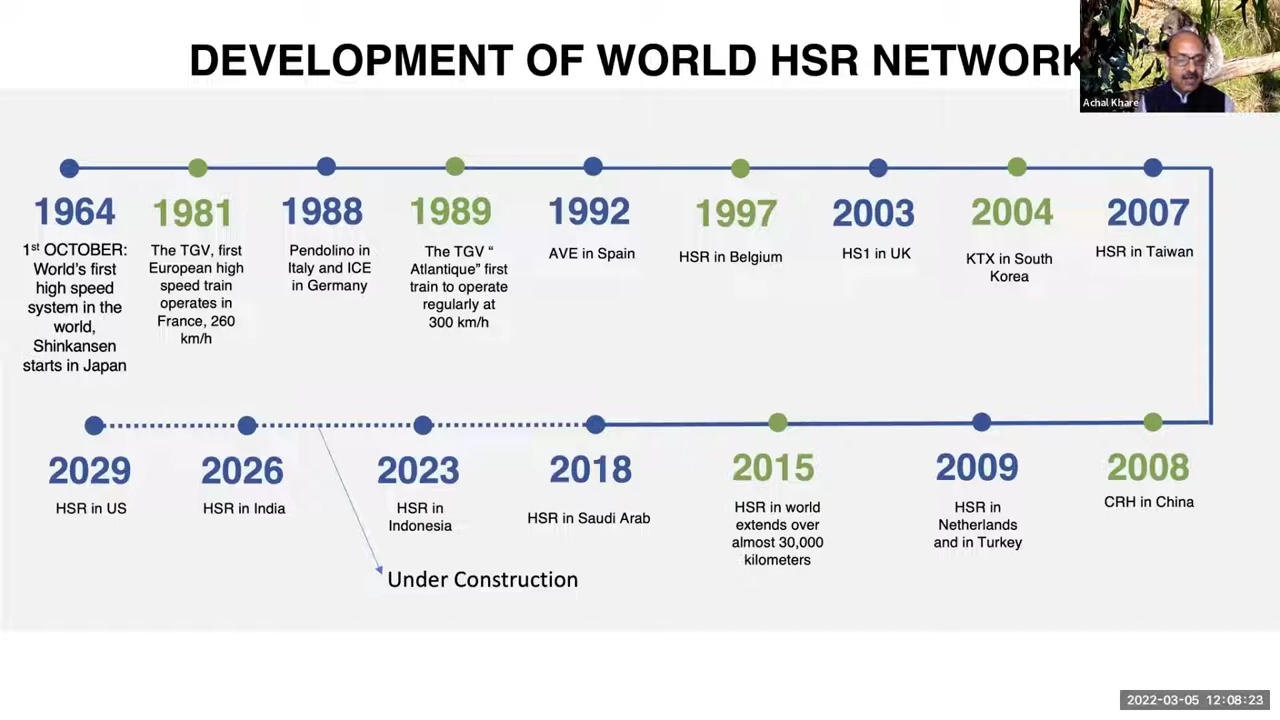 DEVELOPMENT OF WORLD HSR NETWORK
Achal Khare
1964
1st OCTOBER:
World's first
high speed
system in the
world,
Shinkansen
starts in Japan
1981
The TGV, first
European high
speed train
operates in
France, 260
km/h
1988
Pendolino in
Italy and ICE
in Germany
1989
The TGV “
Atlantique” first
train to operate
regularly at
300 km/h
1992
AVE in Spain
1997
HSR in Belgium
2003
HS1 in UK
2004
KTX in South
Korea
2007
HSR in Taiwan
2029
HSR in US
2026
HSR in India
2023
HSR in
Indonesia
2018
HSR in Saudi Arab
2015
HSR in world
extends over
almost 30,000
kilometers
2009
HSR in
Netherlands
and in Turkey
2008
CRH in China
Under Construction
2022-03-05 12:08:23